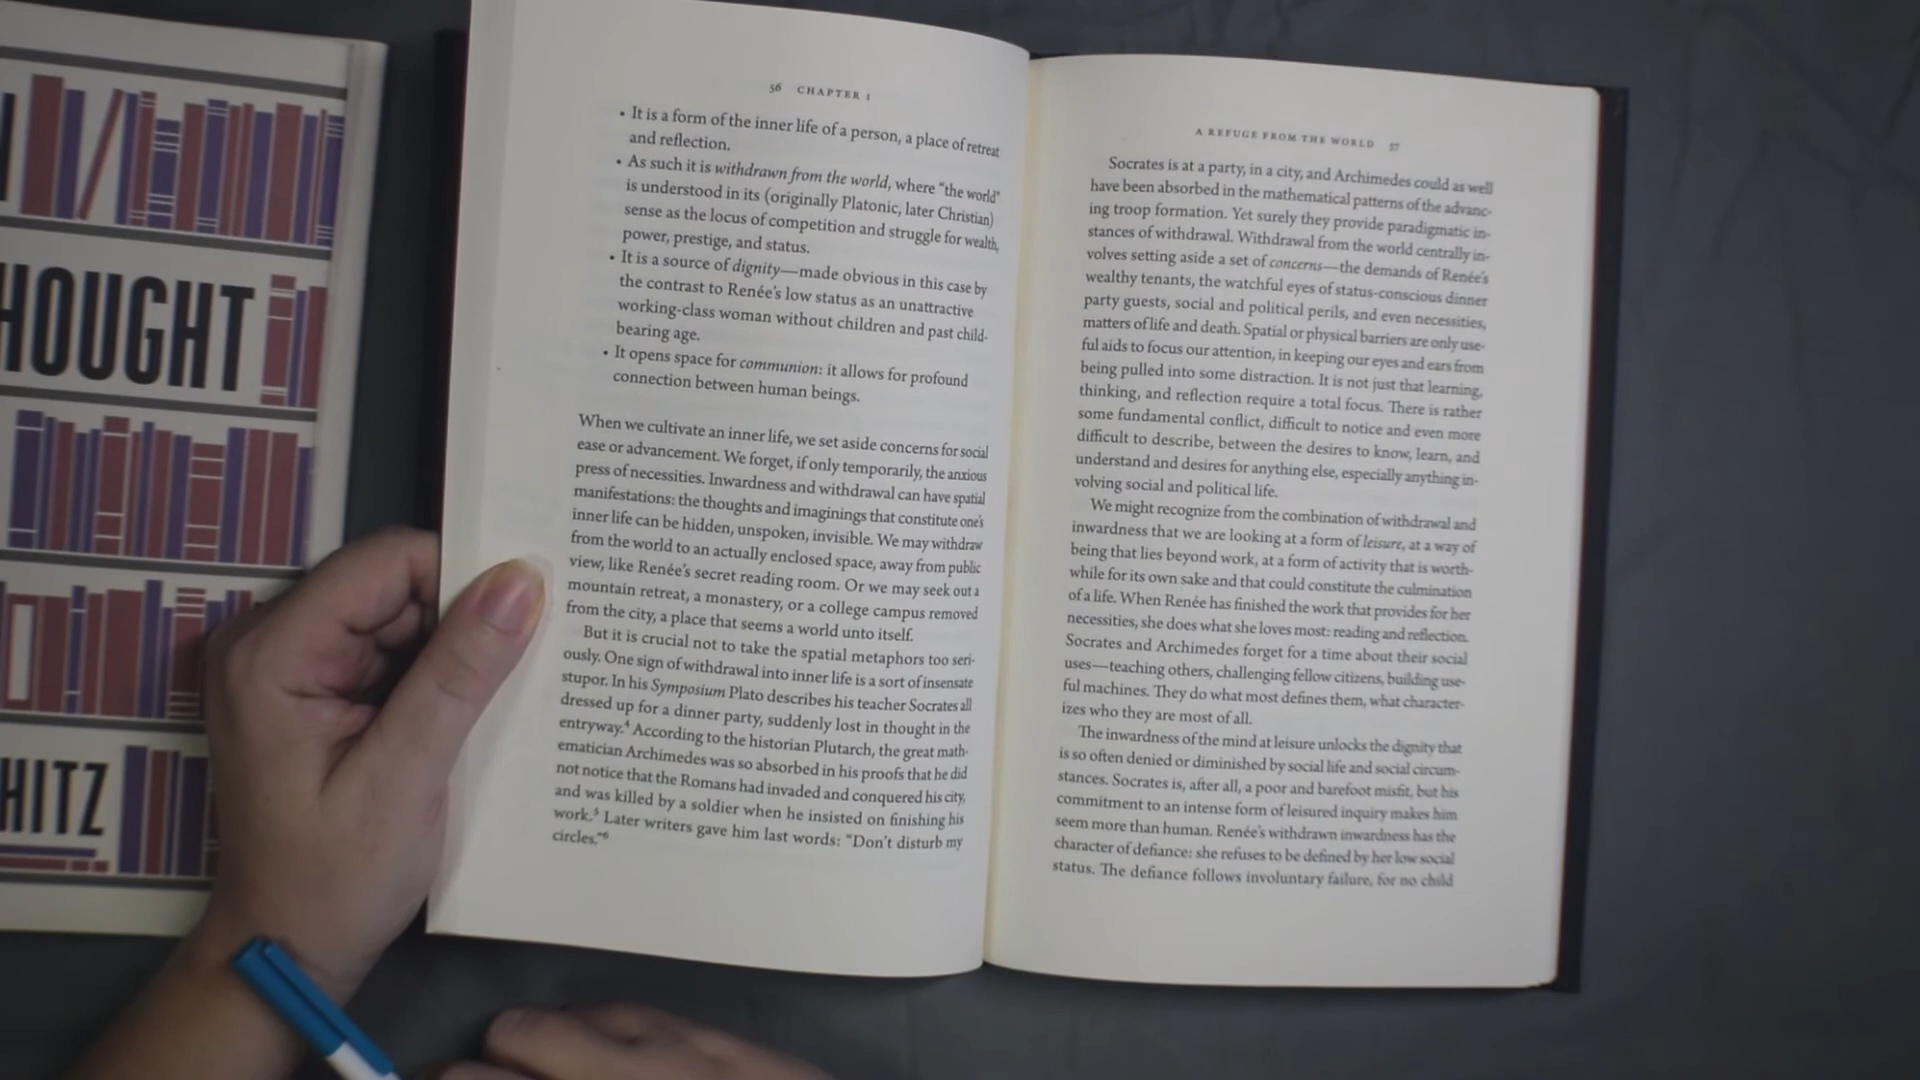 HOUGHT
HITZ
56 CHAPTER I
• It is a form of the inner life of a person, a place of retreat
and reflection.
• As such it is withdrawn from the world, where “the world”
is understood in its (originally Platonic, later Christian)
sense as the locus of competition and struggle for wealth,
power, prestige, and status.
• It is a source of dignity—made obvious in this case by
the contrast to Renée’s low status as an unattractive
working-class woman without children and past child-
bearing age.
• It opens space for communion: it allows for profound
connection between human beings.
When we cultivate an inner life, we set aside concerns for social
ease or advancement. We forget, if only temporarily, the anxious
press of necessities. Inwardness and withdrawal can have spatial
manifestations: the thoughts and imaginings that constitute one’s
inner life can be hidden, unspoken, invisible. We may withdraw
from the world to an actually enclosed space, away from public
view, like Renée’s secret reading room. Or we may seek out a
mountain retreat, a monastery, or a college campus removed
from the city, a place that seems a world unto itself.
But it is crucial not to take the spatial metaphors too seri-
ously. One sign of withdrawal into inner life is a sort of insensate
stupor. In his Symposium Plato describes his teacher Socrates all
dressed up for a dinner party, suddenly lost in thought in the
entryway.4 According to the historian Plutarch, the great math-
ematician Archimedes was so absorbed in his proofs that he did
not notice that the Romans had invaded and conquered his city,
and was killed by a soldier when he insisted on finishing his
work.5 Later writers gave him last words: “Don’t disturb my
circles.”6
A REFUGE FROM THE WORLD 57
Socrates is at a party, in a city, and Archimedes could as well
have been absorbed in the mathematical patterns of the advanc-
ing troop formation. Yet surely they provide paradigmatic in-
stances of withdrawal. Withdrawal from the world centrally in-
volves setting aside a set of concerns—the demands of Renée’s
wealthy tenants, the watchful eyes of status-conscious dinner
party guests, social and political perils, and even necessities,
matters of life and death. Spatial or physical barriers are only use-
ful aids to focus our attention, in keeping our eyes and ears from
being pulled into some distraction. It is not just that learning,
thinking, and reflection require a total focus. There is rather
some fundamental conflict, difficult to notice and even more
difficult to describe, between the desires to know, learn, and
understand and desires for anything else, especially anything in-
volving social and political life.
We might recognize from the combination of withdrawal and
inwardness that we are looking at a form of leisure, at a way of
being that lies beyond work, at a form of activity that is worth-
while for its own sake and that could constitute the culmination
of a life. When Renée has finished the work that provides for her
necessities, she does what she loves most: reading and reflection.
Socrates and Archimedes forget for a time about their social
uses—teaching others, challenging fellow citizens, building use-
ful machines. They do what most defines them, what character-
izes who they are most of all.
The inwardness of the mind at leisure unlocks the dignity that
is so often denied or diminished by social life and social circum-
stances. Socrates is, after all, a poor and barefoot misfit, but his
commitment to an intense form of leisured inquiry makes him
seem more than human. Renée’s withdrawn inwardness has the
character of defiance: she refuses to be defined by her low social
status. The defiance follows involuntary failure, for no child